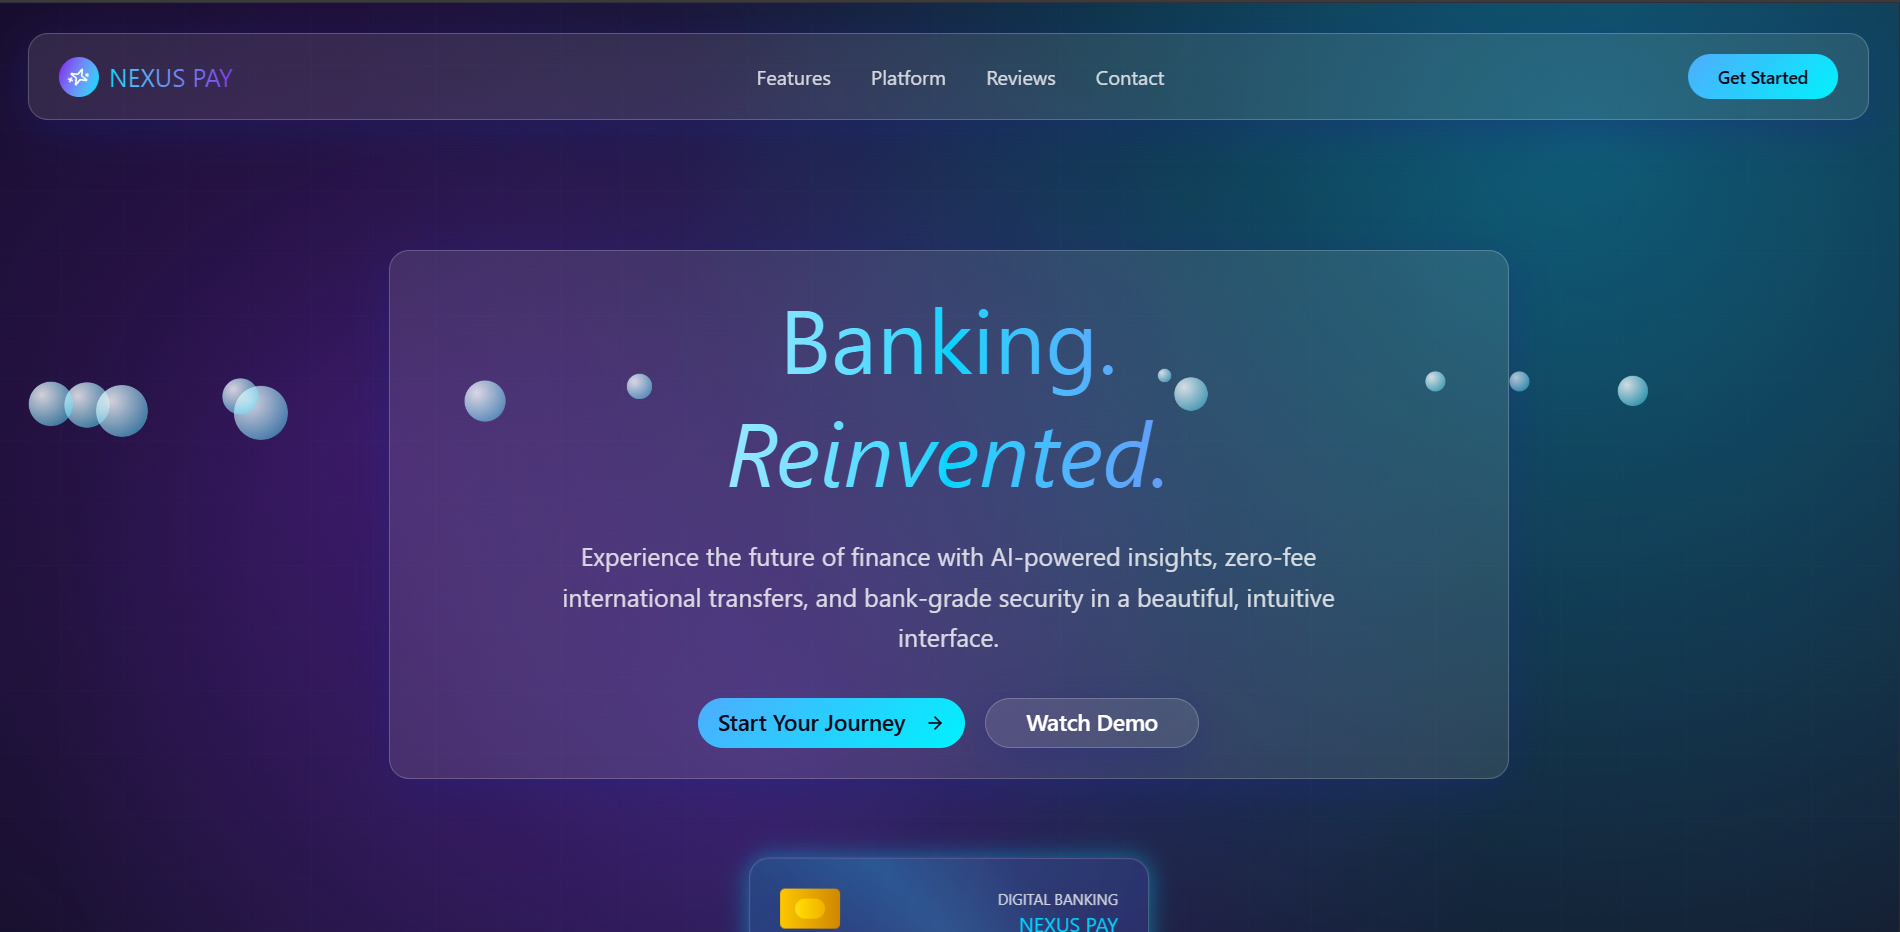 NEXUS PAY
Features
Platform
Reviews
Contact
Get Started
Banking.
Reinvented.
Experience the future of finance with AI-powered insights, zero-fee
international transfers, and bank-grade security in a beautiful, intuitive
interface.
Start Your Journey →
Watch Demo
DIGITAL BANKING
NEXUS PAY